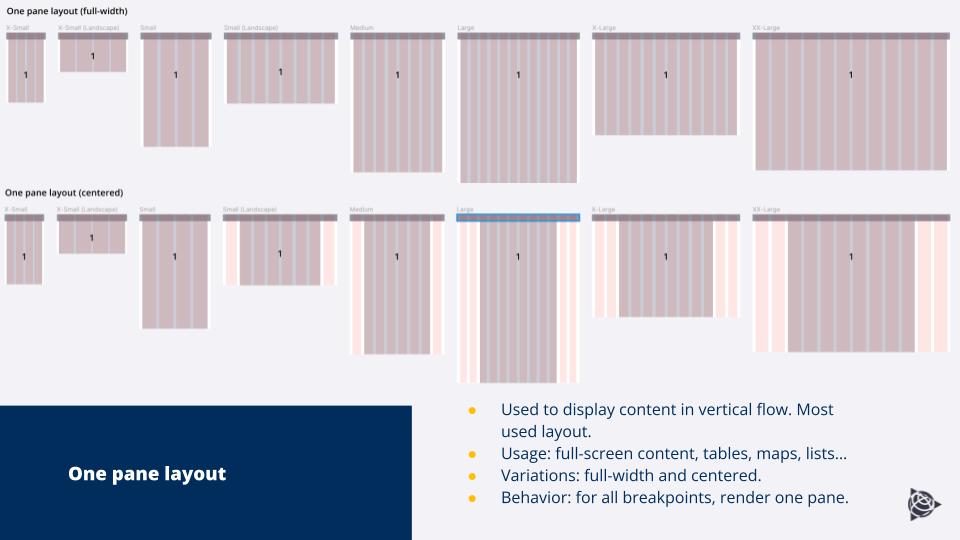 One pane layout (full-width)
X-Small X-Small (Landscape) Small Small (Landscape) Medium Large X-Large XX-Large
1 1 1 1 1 1 1 1
One pane layout (centered)
X-Small X-Small (Landscape) Small Small (Landscape) Medium Large X-Large XX-Large
1 1 1 1 1 1 1 1
One pane layout
● Used to display content in vertical flow. Most
used layout.
● Usage: full-screen content, tables, maps, lists...
● Variations: full-width and centered.
● Behavior: for all breakpoints, render one pane.